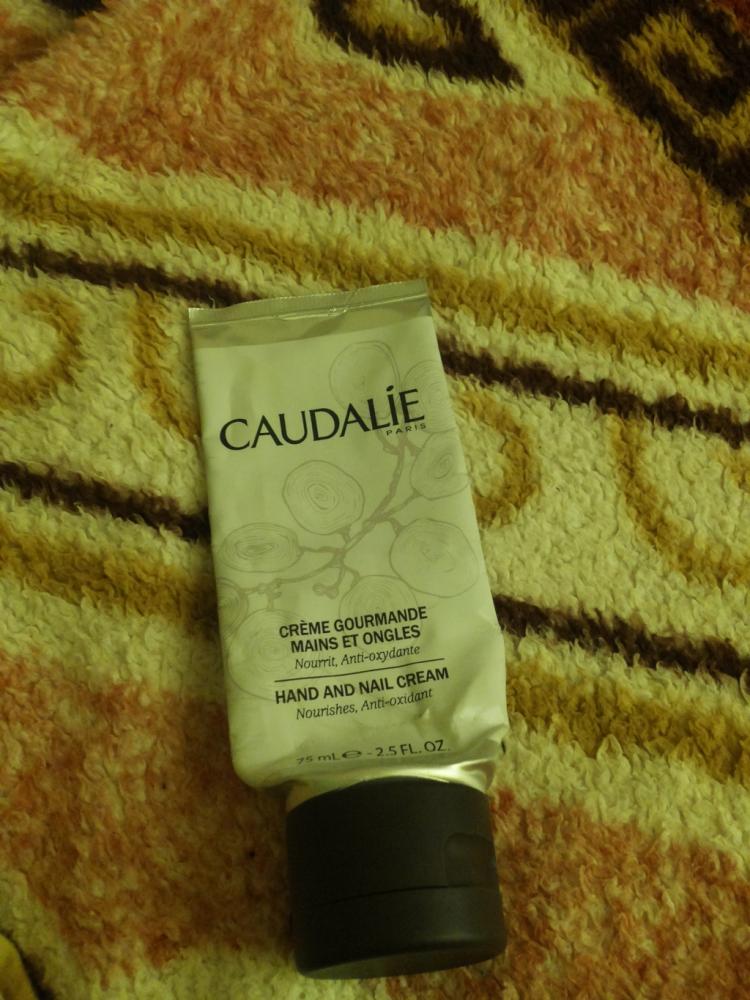 CAUDALÍE
PARIS
CRÈME GOURMANDE
MAINS ET ONGLES
Nourrit, Anti-oxydante
HAND AND NAIL CREAM
Nourishes, Anti-oxidant
75 mL ℮ - 2.5 FL. OZ.